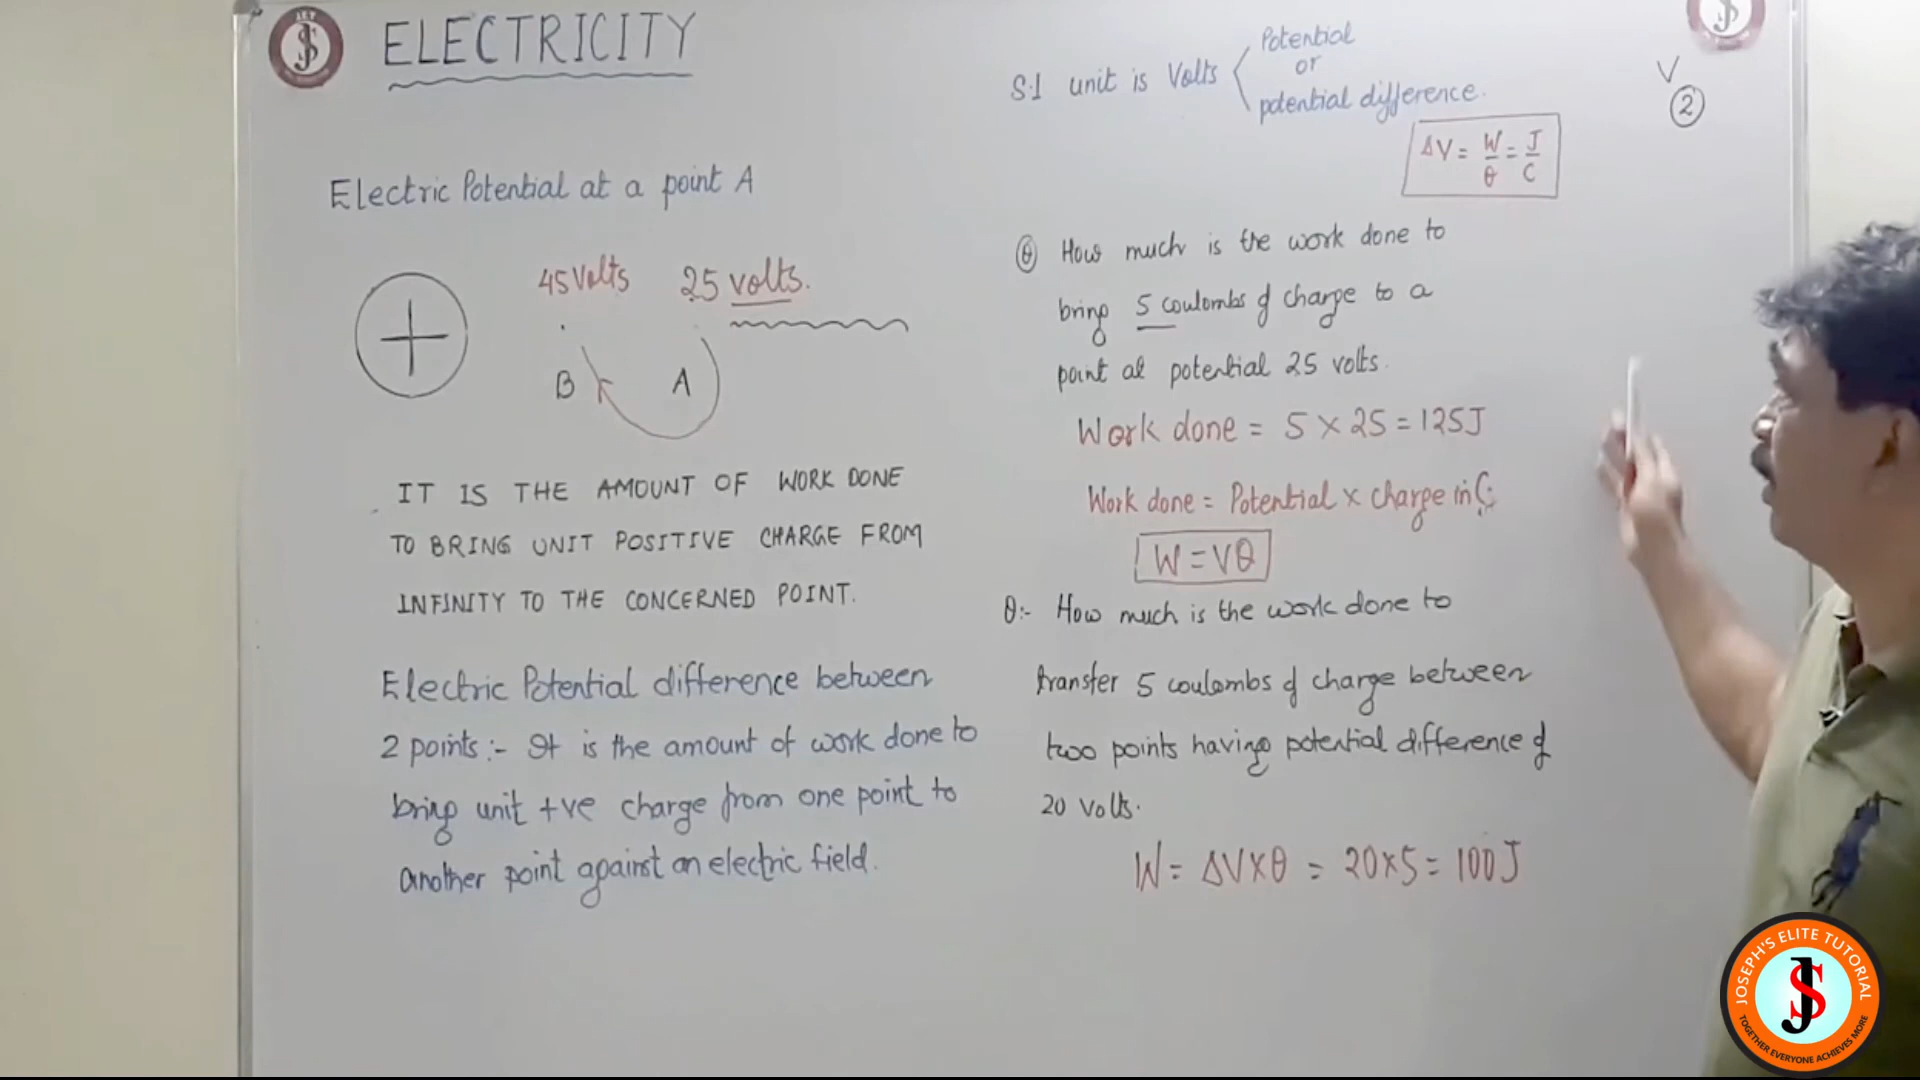 ELECTRICITY
Electric Potential at a point A
45 Volts 25 volts.
B A
IT IS THE AMOUNT OF WORK DONE
TO BRING UNIT POSITIVE CHARGE FROM
INFINITY TO THE CONCERNED POINT.
Electric Potential difference between
2 points:- It is the amount of work done to
bring unit +ve charge from one point to
another point against an electric field.
S.I unit is Volts
Potential
or
potential difference.
V
2
ΔV = W/Q = J/C
Q How much is the work done to
bring 5 coulombs of charge to a
point at potential 25 volts.
Work done = 5 × 25 = 125J
Work done = Potential × charge in C
W = VQ
Q:- How much is the work done to
transfer 5 coulombs of charge between
two points having potential difference of
20 volts.
W = ΔV×Q = 20×5 = 100J
JOSEPH'S ELITE TUTORIAL
JS
TOGETHER EVERYONE ACHIEVES MORE